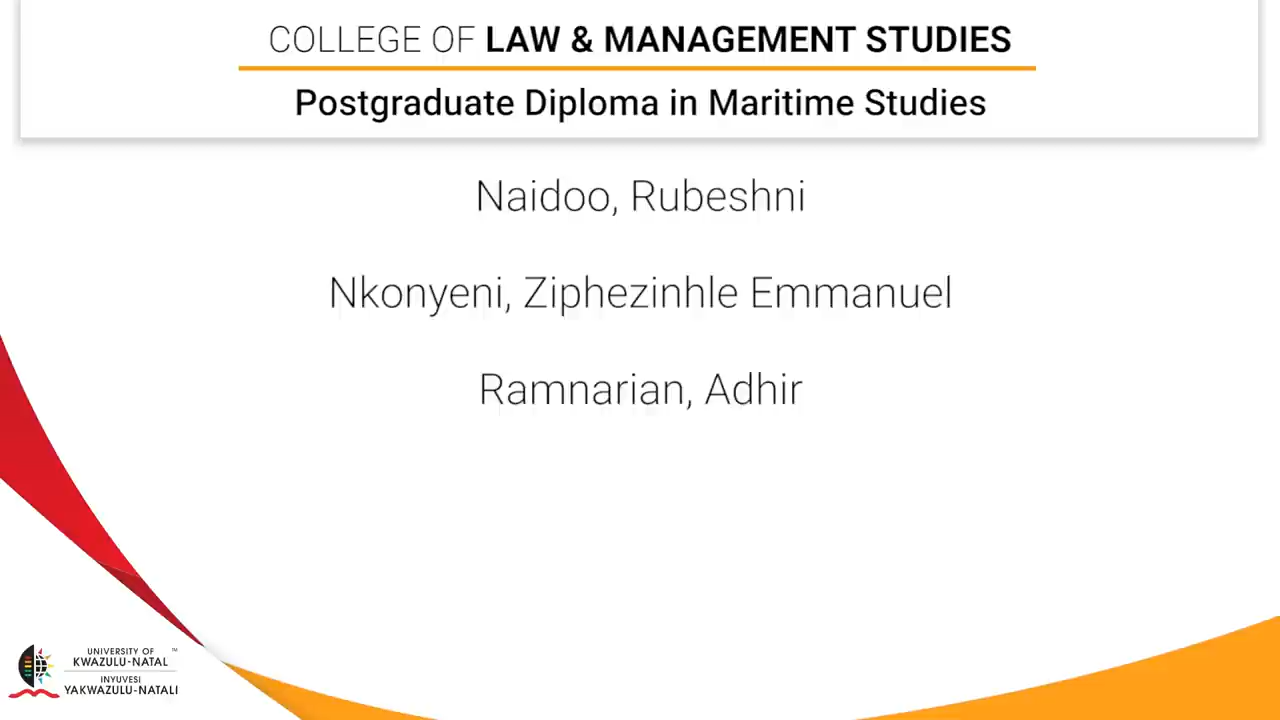 COLLEGE OF LAW & MANAGEMENT STUDIES
Postgraduate Diploma in Maritime Studies
Naidoo, Rubeshni
Nkonyeni, Ziphezinhle Emmanuel
Ramnarian, Adhir
UNIVERSITY OF ™
KWAZULU-NATAL
INYUVESI
YAKWAZULU-NATALI